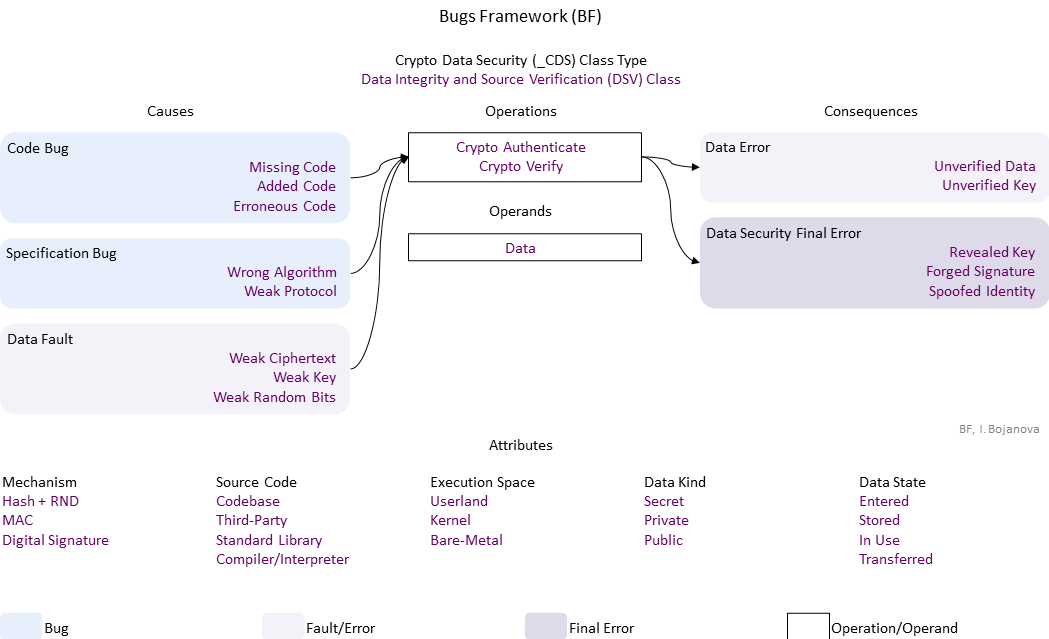 Bugs Framework (BF)
Crypto Data Security (_CDS) Class Type
Data Integrity and Source Verification (DSV) Class
Causes
Operations
Consequences
Code Bug
Missing Code
Added Code
Erroneous Code
Specification Bug
Wrong Algorithm
Weak Protocol
Data Fault
Weak Ciphertext
Weak Key
Weak Random Bits
Crypto Authenticate
Crypto Verify
Operands
Data
Data Error
Unverified Data
Unverified Key
Data Security Final Error
Revealed Key
Forged Signature
Spoofed Identity
BF, I. Bojanova
Attributes
Mechanism
Hash + RND
MAC
Digital Signature
Source Code
Codebase
Third-Party
Standard Library
Compiler/Interpreter
Execution Space
Userland
Kernel
Bare-Metal
Data Kind
Secret
Private
Public
Data State
Entered
Stored
In Use
Transferred
Bug
Fault/Error
Final Error
Operation/Operand